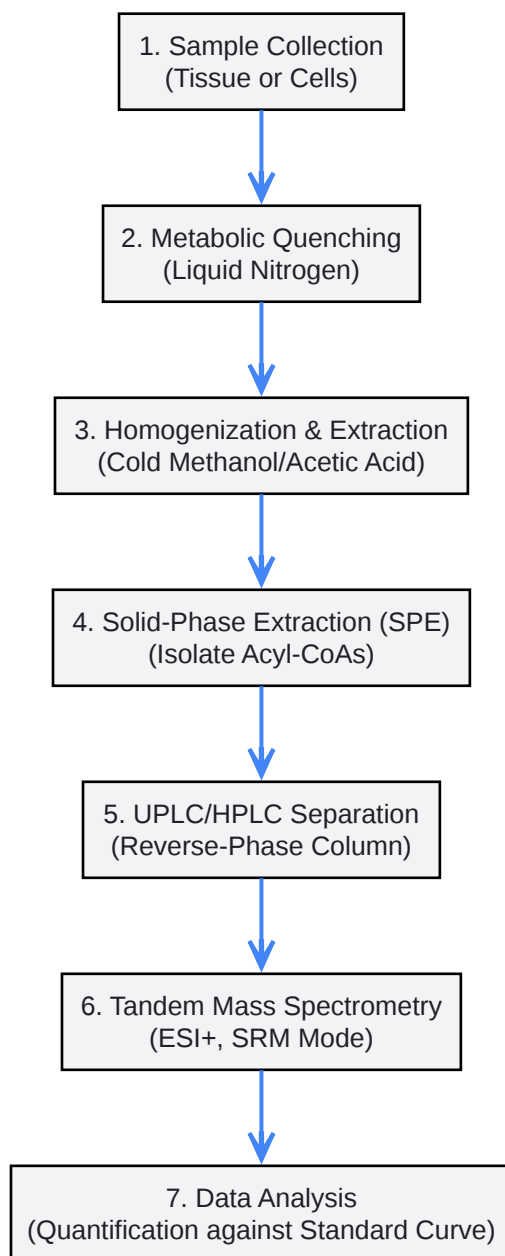 1. Sample Collection
(Tissue or Cells)
2. Metabolic Quenching
(Liquid Nitrogen)
3. Homogenization & Extraction
(Cold Methanol/Acetic Acid)
4. Solid-Phase Extraction (SPE)
(Isolate Acyl-CoAs)
5. UPLC/HPLC Separation
(Reverse-Phase Column)
6. Tandem Mass Spectrometry
(ESI+, SRM Mode)
7. Data Analysis
(Quantification against Standard Curve)